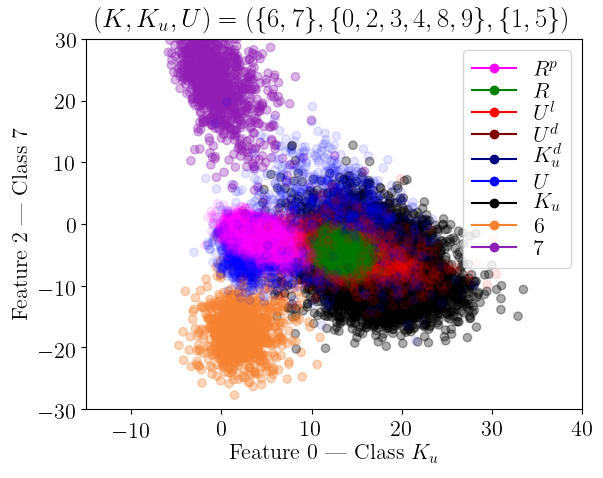 (K, K_u, U) = ({6, 7}, {0, 2, 3, 4, 8, 9}, {1, 5})
30
20
10
0
−10
−20
−30
Feature 2 — Class 7
R^p
R
U^l
U^d
K_u^d
U
K_u
6
7
−10
0
10
20
30
40
Feature 0 — Class K_u